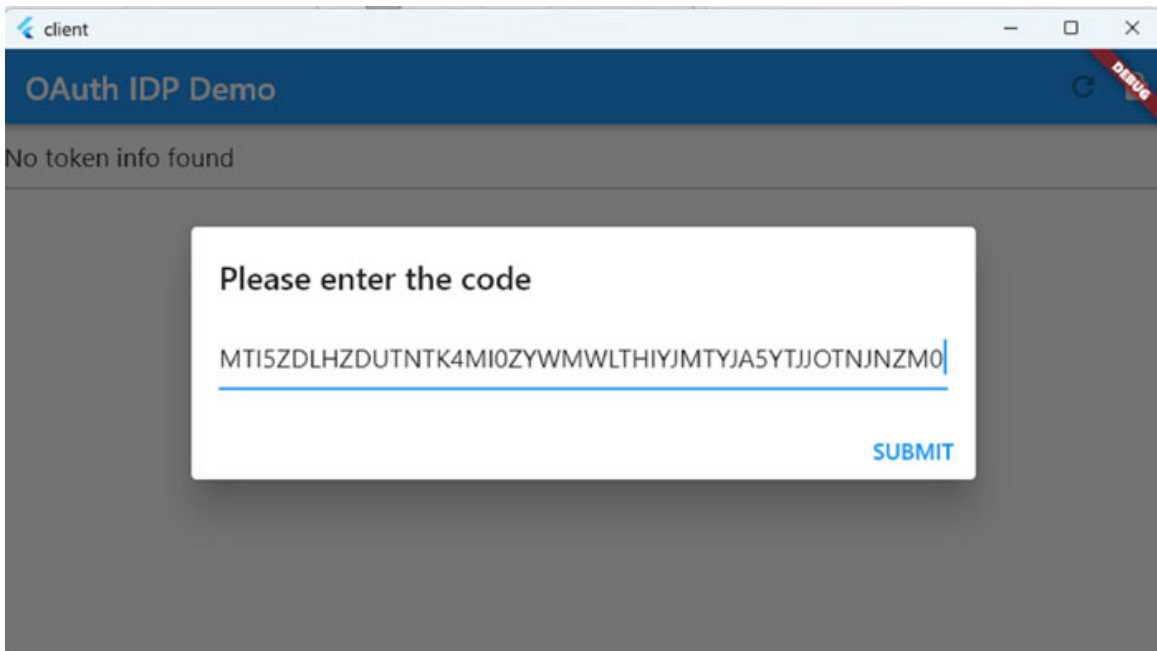 client
OAuth IDP Demo
DEBUG
No token info found
Please enter the code
MTI5ZDLHZDUTNTK4MI0ZYWMWLTHIYJMTYJA5YTJJOTNJNZM0
SUBMIT